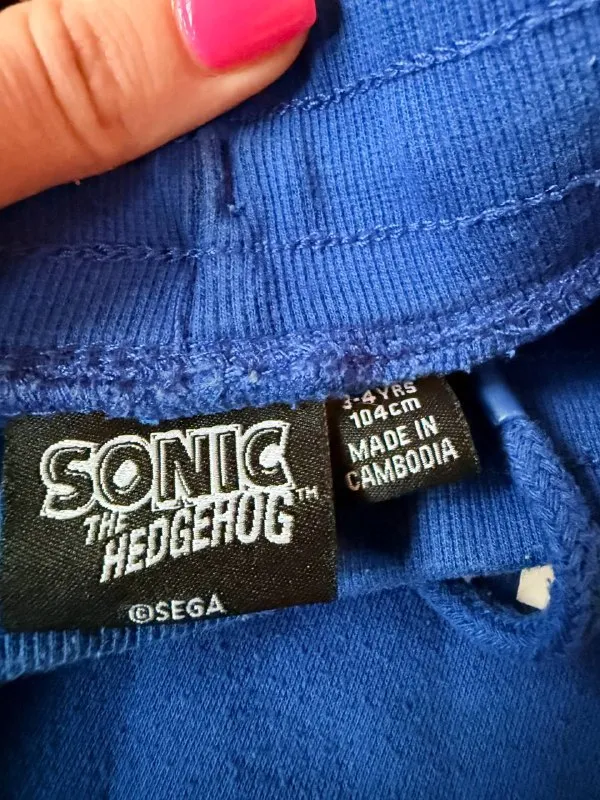 SONIC
THE
HEDGEHOG™
©SEGA
3-4 YRS
104cm
MADE IN
CAMBODIA